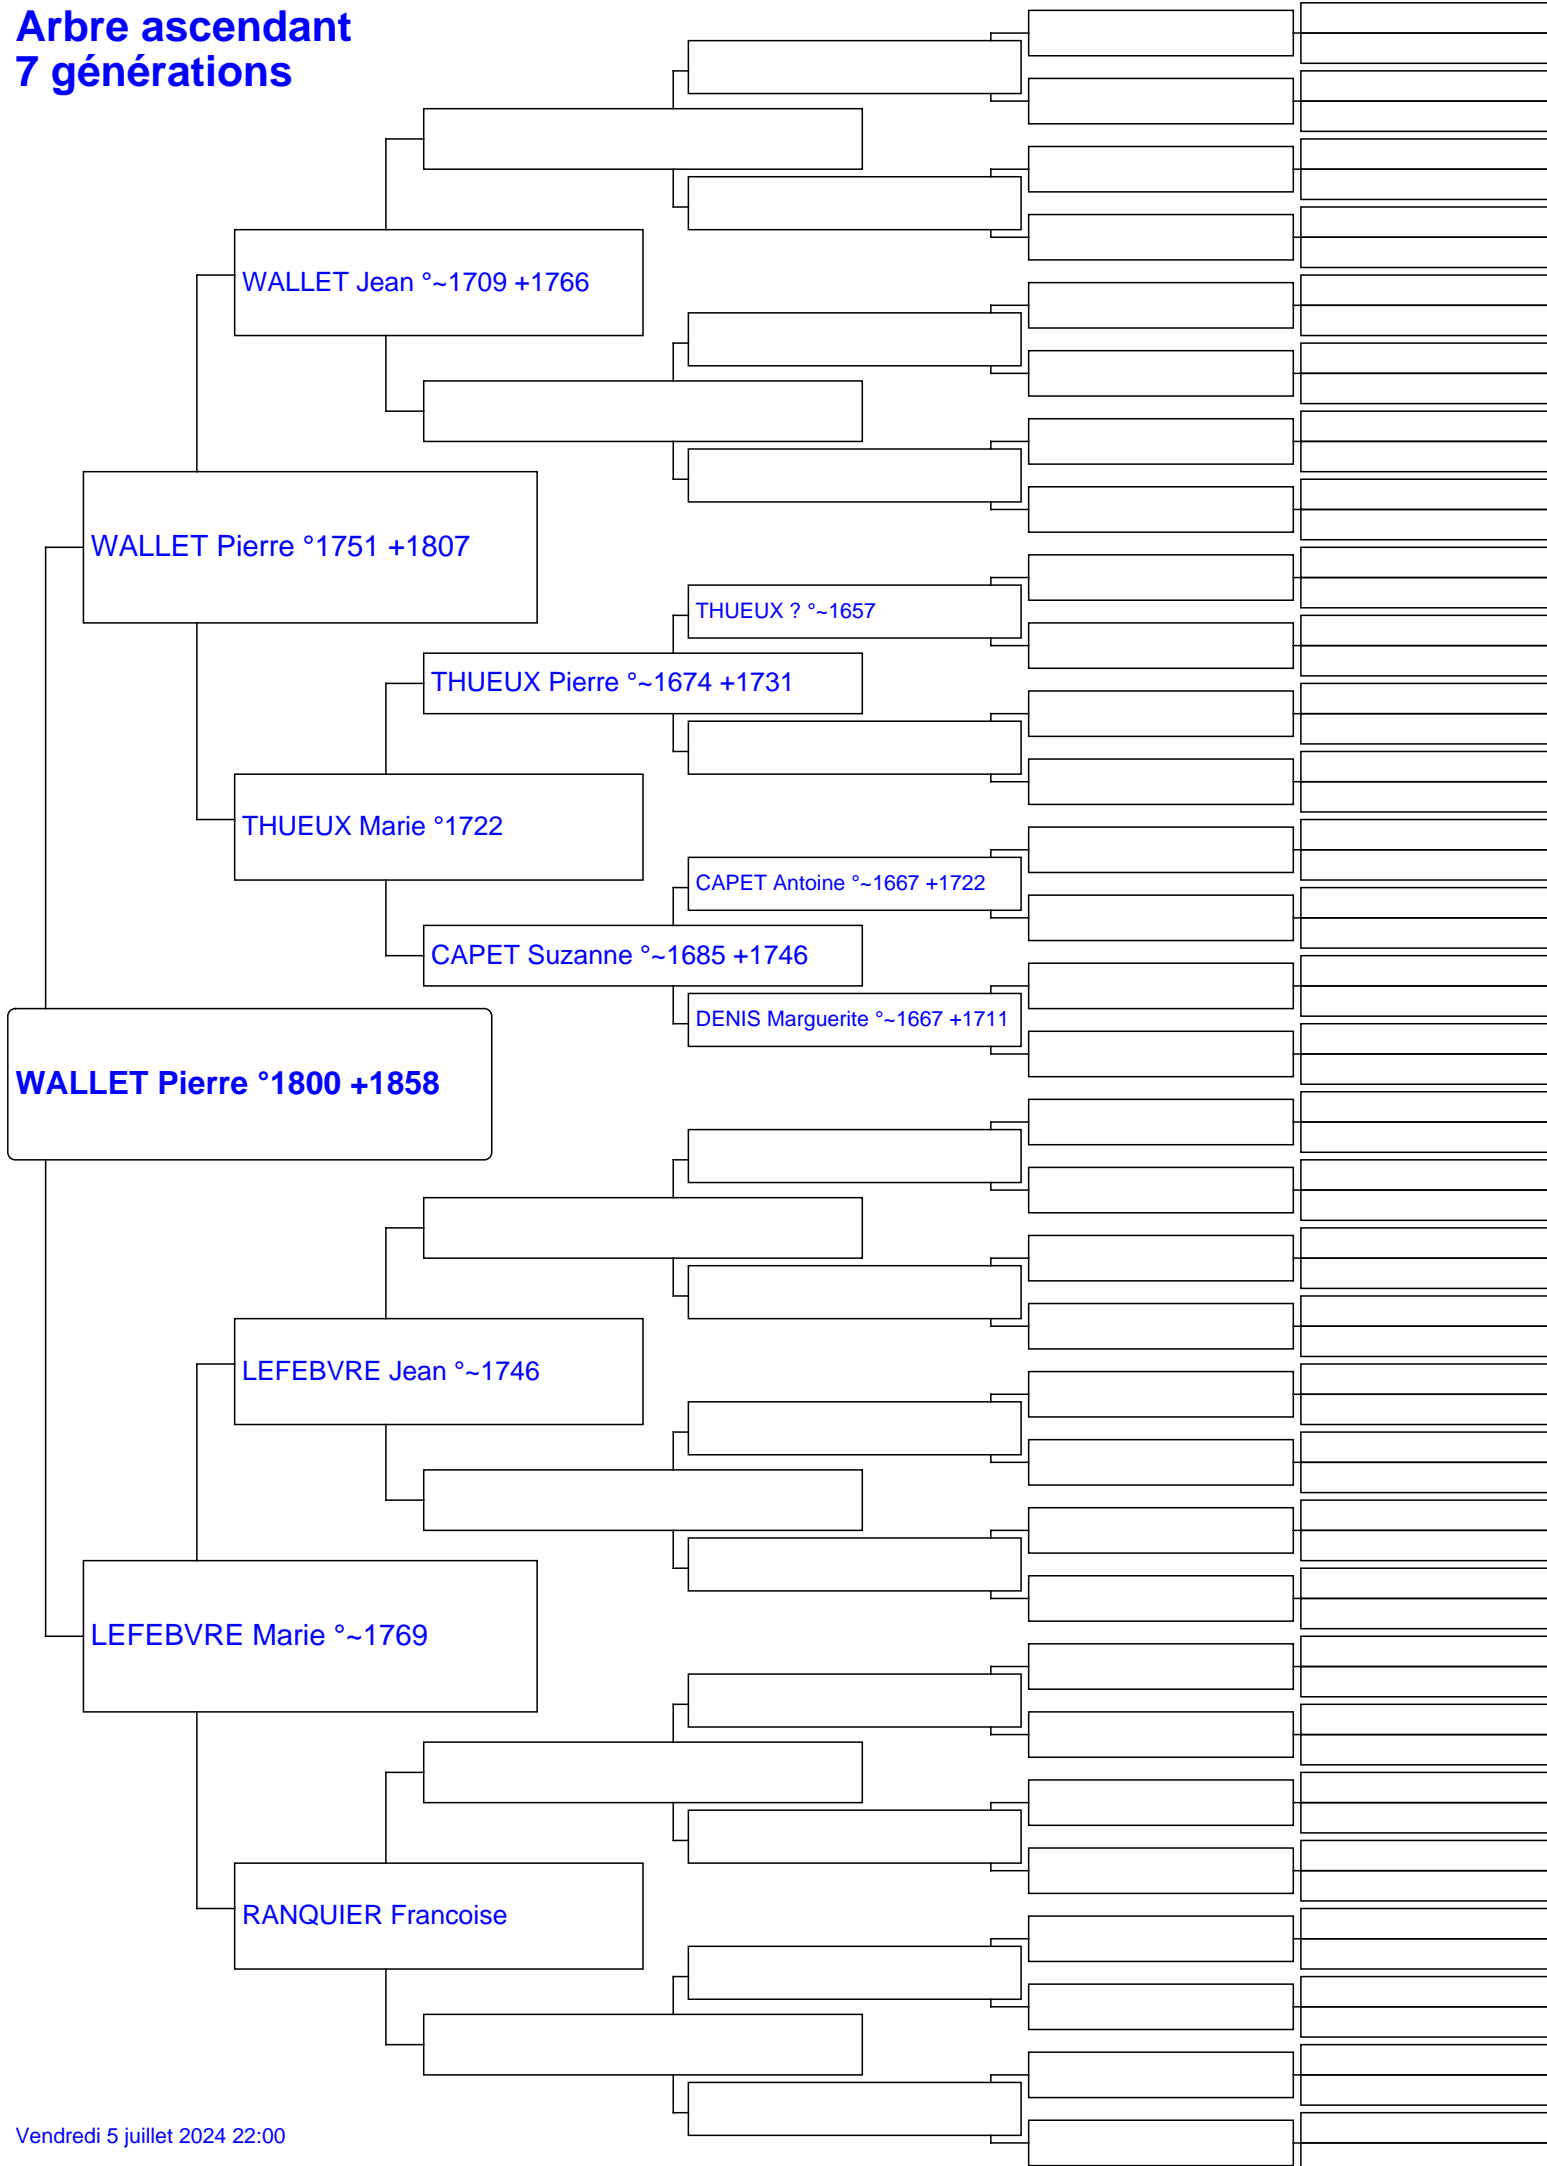 Arbre ascendant
7 générations
WALLET Jean °~1709 +1766
WALLET Pierre °1751 +1807
THUEUX ? °~1657
THUEUX Pierre °~1674 +1731
THUEUX Marie °1722
CAPET Antoine °~1667 +1722
CAPET Suzanne °~1685 +1746
DENIS Marguerite °~1667 +1711
WALLET Pierre °1800 +1858
LEFEBVRE Jean °~1746
LEFEBVRE Marie °~1769
RANQUIER Francoise
Vendredi 5 juillet 2024 22:00